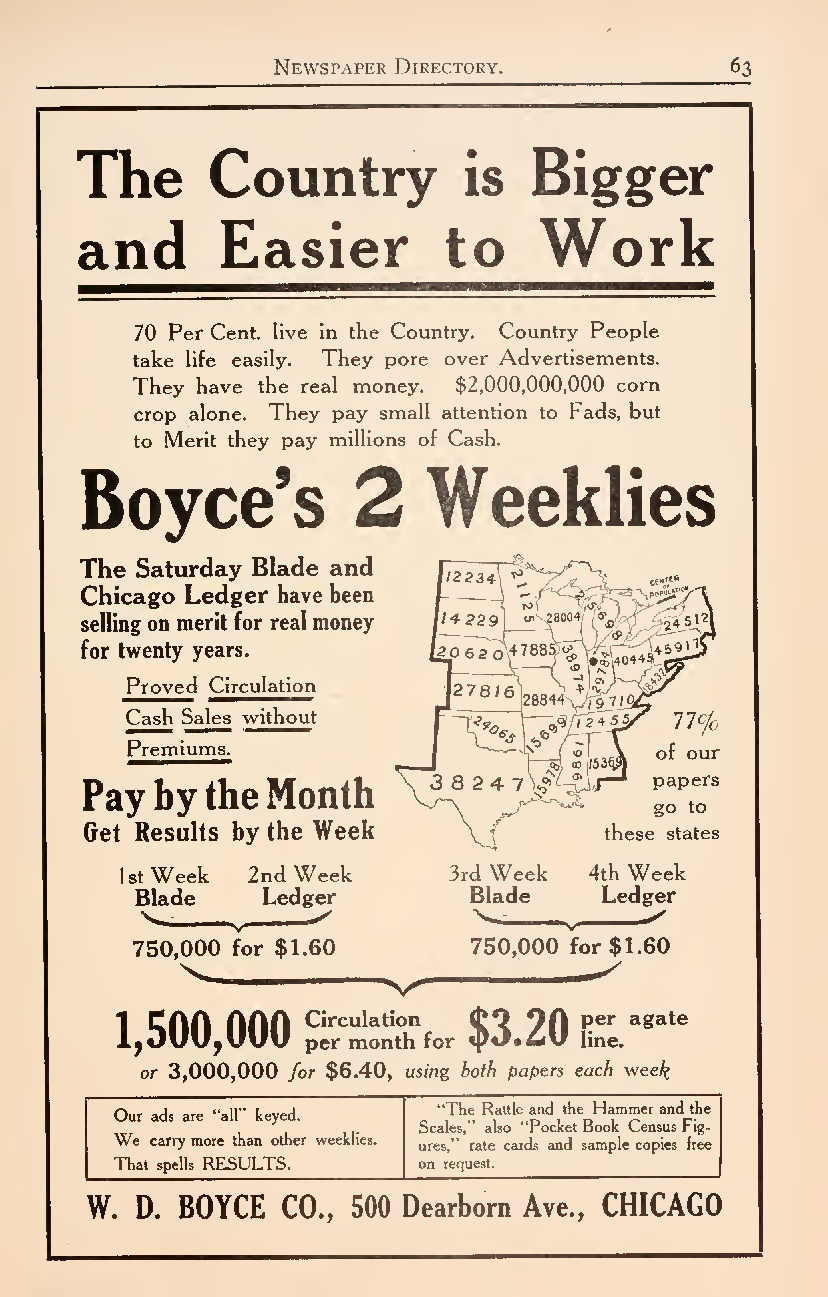 NEWSPAPER DIRECTORY. 63
The Country is Bigger
and Easier to Work
70 Per Cent. live in the Country. Country People
take life easily. They pore over Advertisements.
They have the real money. $2,000,000,000 corn
crop alone. They pay small attention to Fads, but
to Merit they pay millions of Cash.
Boyce's 2 Weeklies
The Saturday Blade and
Chicago Ledger have been
selling on merit for real money
for twenty years.
Proved Circulation
Cash Sales without
Premiums.
Pay by the Month
Get Results by the Week
CENTER
OF
POPULATION
12234
21125
14229
28004
24512
20620
47885
38974
29784
40445
45917
27816
28844
19710
24065
15699
12455
9861
15369
38247
15978
77%
of our
papers
go to
these states
1st Week 2nd Week
Blade Ledger
750,000 for $1.60
3rd Week 4th Week
Blade Ledger
750,000 for $1.60
1,500,000 Circulation per month for $3.20 per agate line.
or 3,000,000 for $6.40, using both papers each week
Our ads are "all" keyed.
We carry more than other weeklies.
That spells RESULTS.
"The Rattle and the Hammer and the
Scales," also "Pocket Book Census Fig-
ures," rate cards and sample copies free
on request.
W. D. BOYCE CO., 500 Dearborn Ave., CHICAGO